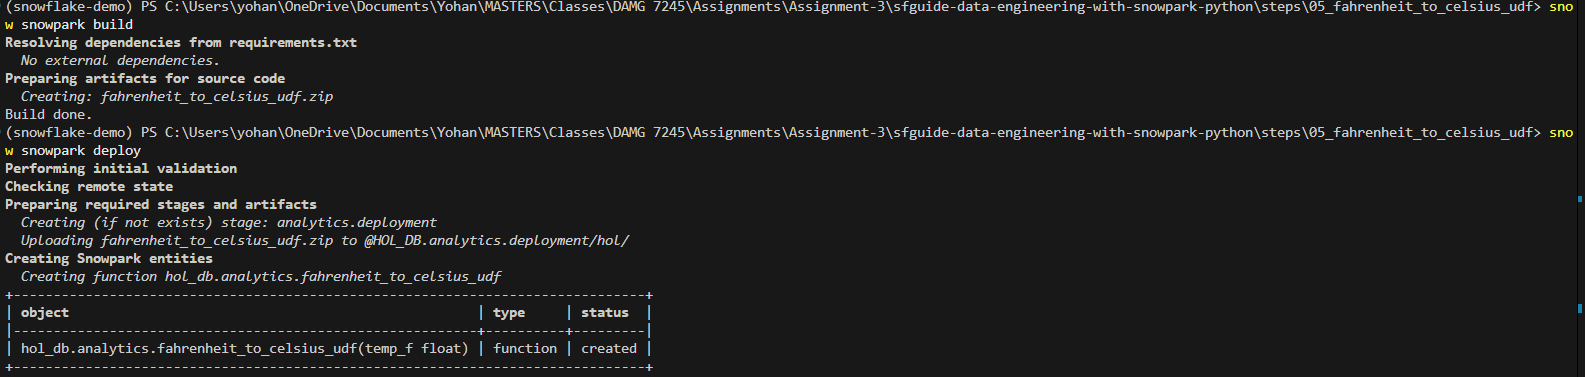 (snowflake-demo) PS C:\Users\yohan\OneDrive\Documents\Yohan\MASTERS\Classes\DAMG 7245\Assignments\Assignment-3\sfguide-data-engineering-with-snowpark-python\steps\05_fahrenheit_to_celsius_udf> sno
w snowpark build
Resolving dependencies from requirements.txt
  No external dependencies.
Preparing artifacts for source code
  Creating: fahrenheit_to_celsius_udf.zip
Build done.
(snowflake-demo) PS C:\Users\yohan\OneDrive\Documents\Yohan\MASTERS\Classes\DAMG 7245\Assignments\Assignment-3\sfguide-data-engineering-with-snowpark-python\steps\05_fahrenheit_to_celsius_udf> sno
w snowpark deploy
Performing initial validation
Checking remote state
Preparing required stages and artifacts
  Creating (if not exists) stage: analytics.deployment
  Uploading fahrenheit_to_celsius_udf.zip to @HOL_DB.analytics.deployment/hol/
Creating Snowpark entities
  Creating function hol_db.analytics.fahrenheit_to_celsius_udf
+------------------------------------------------------------------------------+
| object                                                  | type     | status  |
|---------------------------------------------------------+----------+---------|
| hol_db.analytics.fahrenheit_to_celsius_udf(temp_f float) | function | created |
+------------------------------------------------------------------------------+